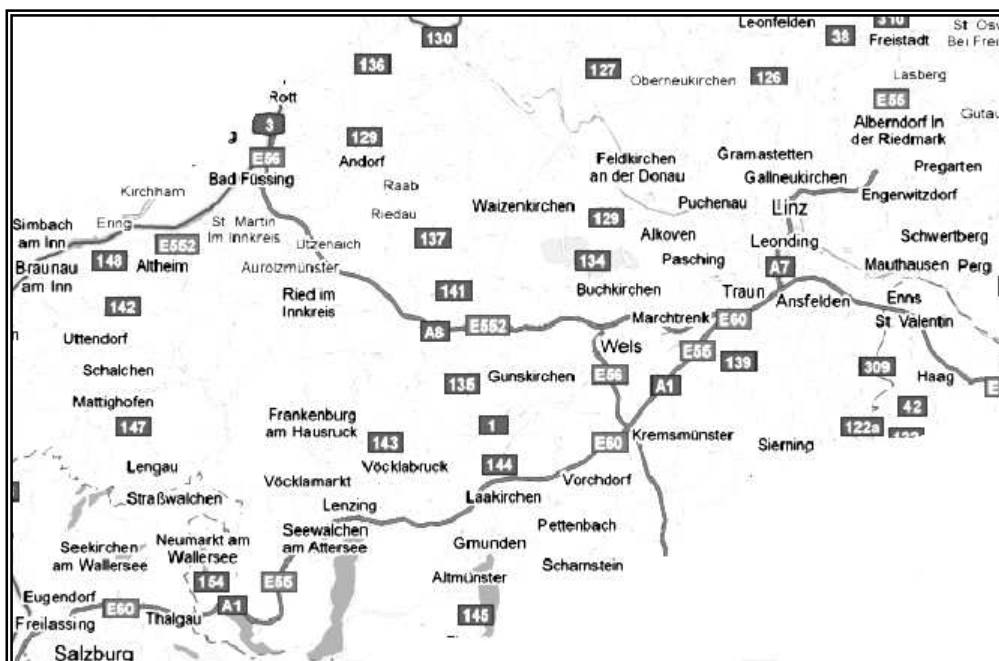 Leonfelden
310
St. Osw
130
38
Freistadt
Bei Frei
136
127
Oberneukirchen
126
Lasberg
Rott
E55
Gutau
3
129
Alberndorf in
der Riedmark
E56
Andorf
Feldkirchen
an der Donau
Gramastetten
Pregarten
Bad Füssing
Gallneukirchen
Kirchham
Raab
Engerwitzdorf
Waizenkirchen
Puchenau
Linz
Simbach
am Inn
Ering
St. Martin
Im Innkreis
Riedau
129
Alkoven
Schwertberg
E552
137
Utzenaich
Leonding
148
Altheim
134
Pasching
A7
Mauthausen
Perg
Braunau
am Inn
Aurolzmünster
141
Buchkirchen
Traun
Ansfelden
Enns
142
Ried im
Innkreis
A8
E552
Marchtrenk
E60
St. Valentin
Uttendorf
Wels
E55
139
309
Schalchen
135
Gunskirchen
E56
A1
Haag
E
Mattighofen
42
147
Frankenburg
am Hausruck
143
1
E60
Kremsmünster
122a
Sierning
Lengau
Vöcklabruck
144
Vöcklamarkt
Vorchdorf
Straßwalchen
Lenzing
Laakirchen
Seewalchen
am Attersee
Pettenbach
Seekirchen
am Wallersee
Neumarkt am
Wallersee
Gmunden
Scharnstein
154
E55
Altmünster
Eugendorf
E60
A1
145
Freilassing
Thalgau
Salzburg